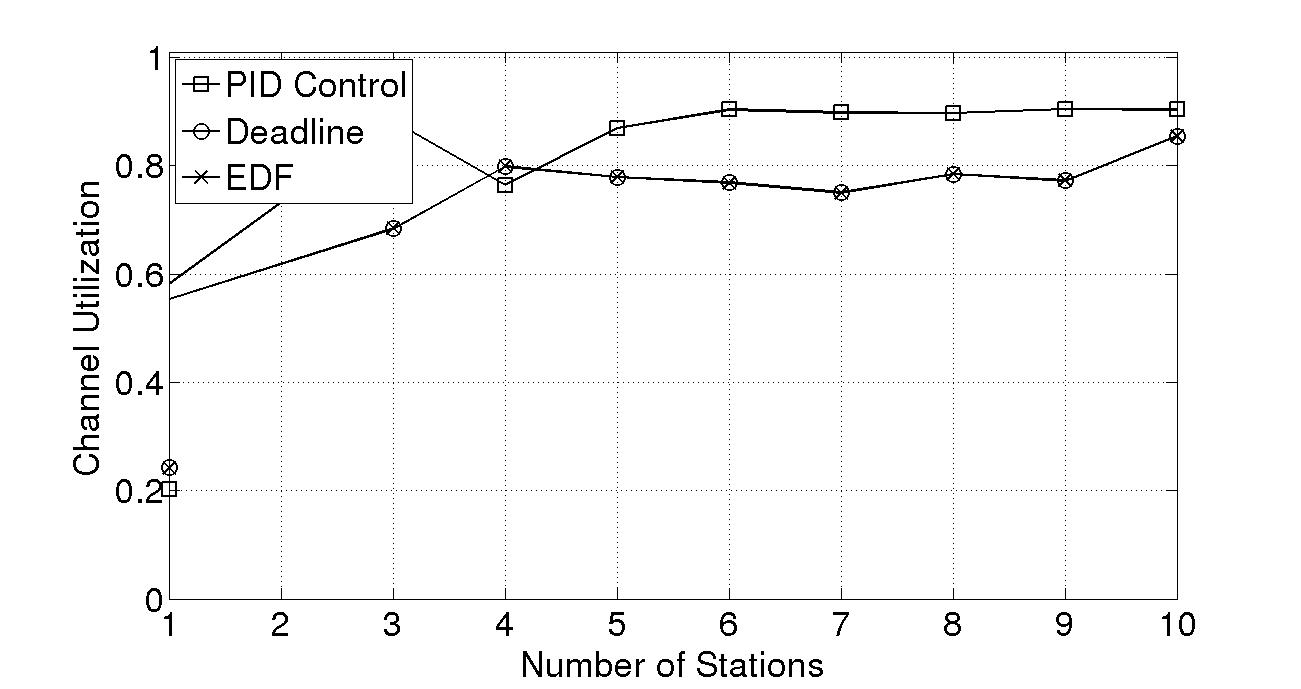 1
0.8
0.6
0.4
0.2
0
PID Control
Deadline
EDF
Channel Utilization
1 2 3 4 5 6 7 8 9 10
Number of Stations